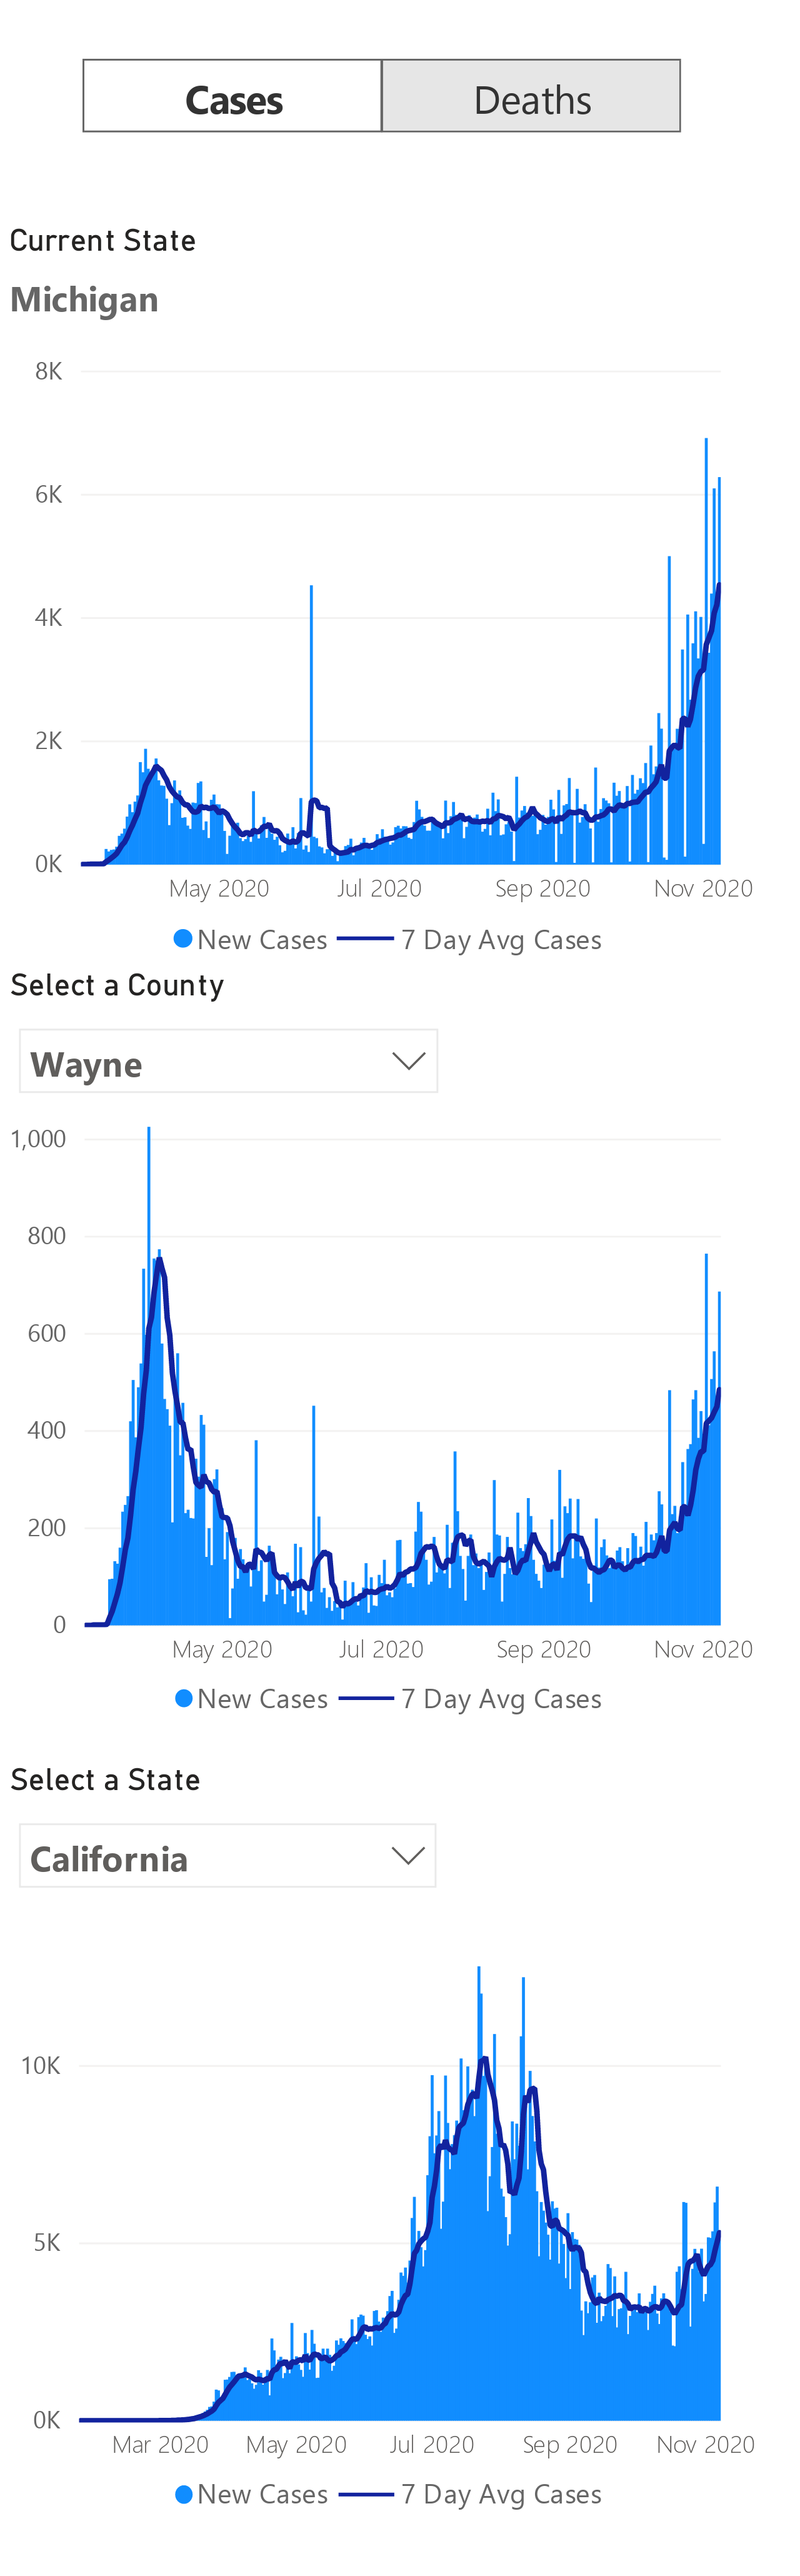 Cases Deaths
Current State
Michigan
8K
6K
4K
2K
0K
May 2020 Jul 2020 Sep 2020 Nov 2020
New Cases 7 Day Avg Cases
Select a County
Wayne
1,000
800
600
400
200
0
May 2020 Jul 2020 Sep 2020 Nov 2020
New Cases 7 Day Avg Cases
Select a State
California
10K
5K
0K
Mar 2020 May 2020 Jul 2020 Sep 2020 Nov 2020
New Cases 7 Day Avg Cases